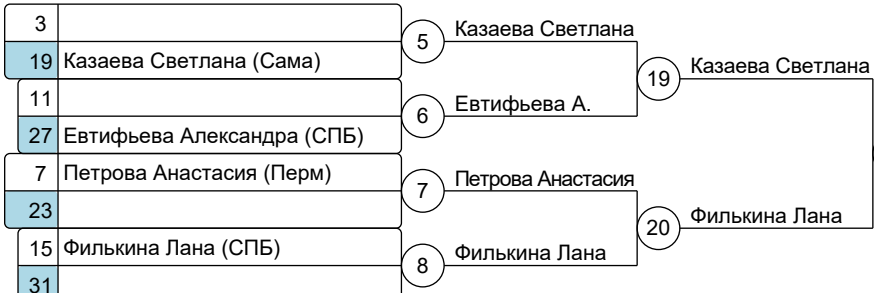 3
19 Казаева Светлана (Сама)
11
27 Евтифьева Александра (СПБ)
7 Петрова Анастасия (Перм)
23
15 Филькина Лана (СПБ)
31
5 Казаева Светлана
6 Евтифьева А.
7 Петрова Анастасия
8 Филькина Лана
19 Казаева Светлана
20 Филькина Лана